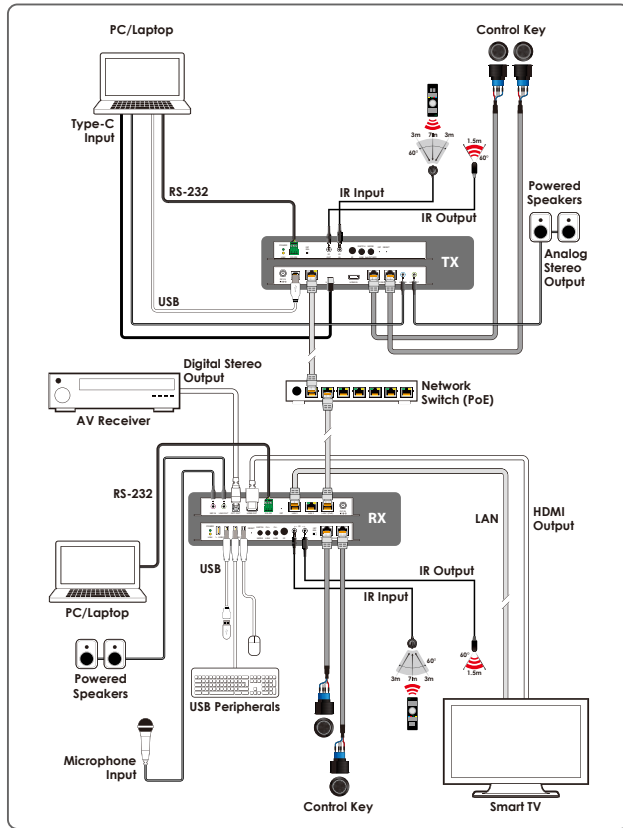 PC/Laptop
Control Key
Type-C
Input
3m 7m 3m
60°
1.5m
60°
RS-232
IR Input
IR Output
Powered
Speakers
Analog
Stereo
Output
TX
USB
Digital Stereo
Output
Network
Switch (PoE)
AV Receiver
RS-232
RX
LAN
HDMI
Output
USB
IR Output
IR Input
PC/Laptop
60°
3m 7m 3m
60°
1.5m
Powered
Speakers
USB Peripherals
Microphone
Input
Control Key
Smart TV